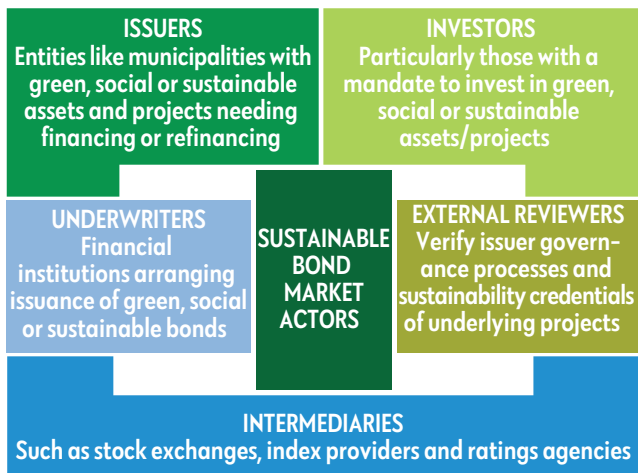 ISSUERS
Entities like municipalities with
green, social or sustainable
assets and projects needing
financing or refinancing
INVESTORS
Particularly those with a
mandate to invest in green,
social or sustainable
assets/projects
UNDERWRITERS
Financial
institutions arranging
issuance of green, social
or sustainable bonds
SUSTAINABLE
BOND
MARKET
ACTORS
EXTERNAL REVIEWERS
Verify issuer govern-
ance processes and
sustainability credentials
of underlying projects
INTERMEDIARIES
Such as stock exchanges, index providers and ratings agencies